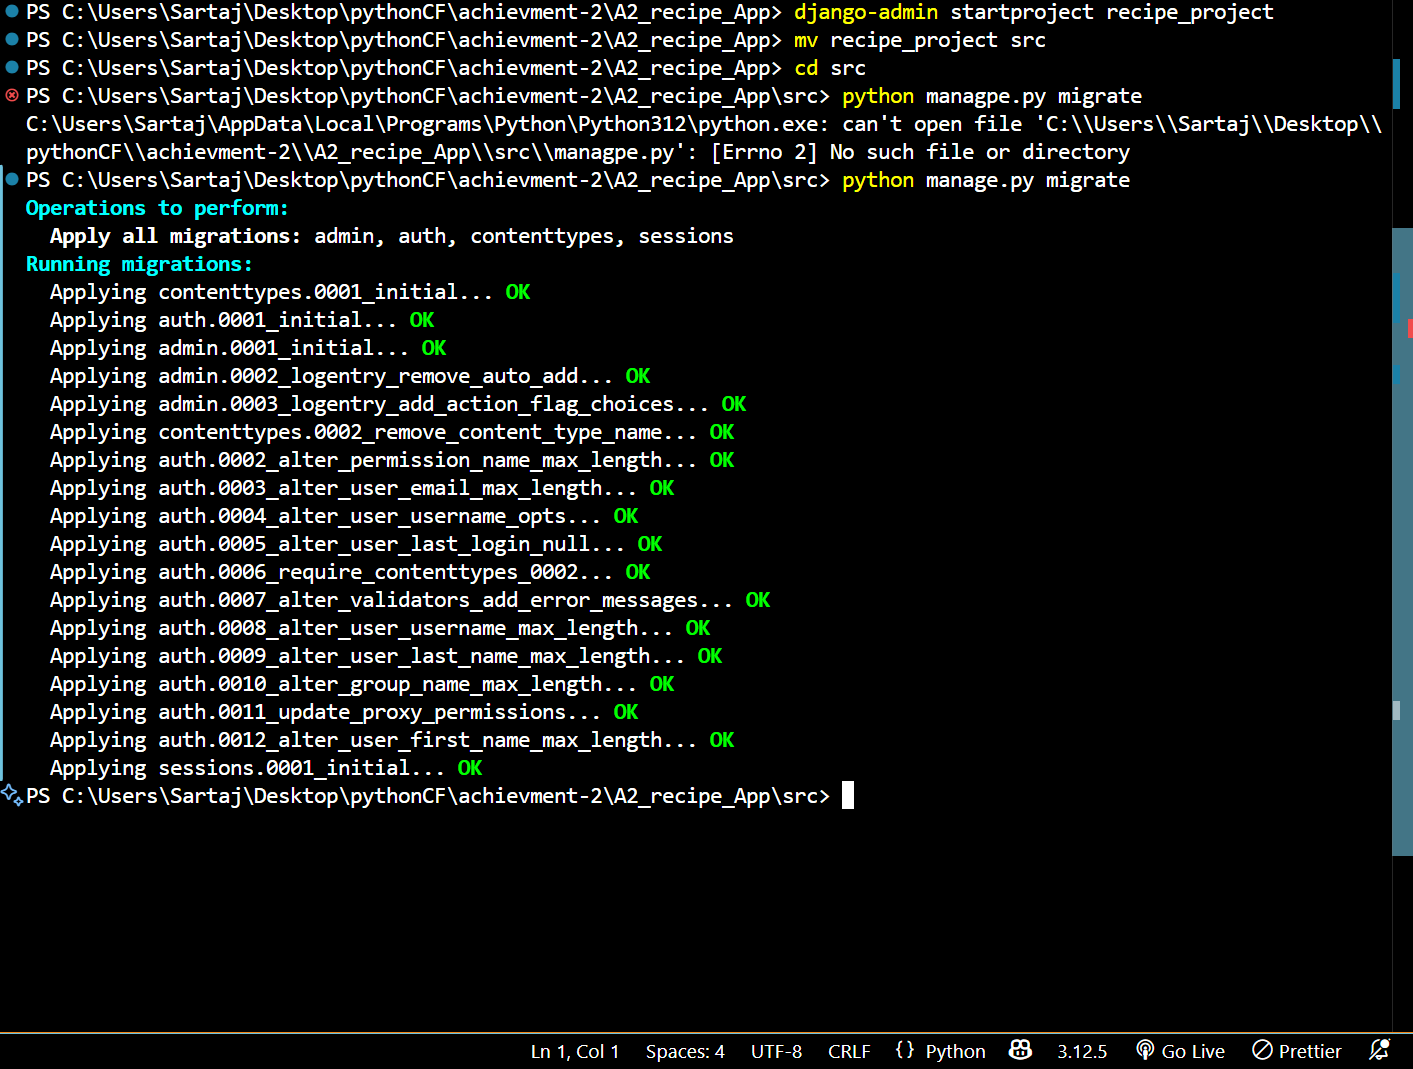 PS C:\Users\Sartaj\Desktop\pythonCF\achievment-2\A2_recipe_App> django-admin startproject recipe_project
PS C:\Users\Sartaj\Desktop\pythonCF\achievment-2\A2_recipe_App> mv recipe_project src
PS C:\Users\Sartaj\Desktop\pythonCF\achievment-2\A2_recipe_App> cd src
PS C:\Users\Sartaj\Desktop\pythonCF\achievment-2\A2_recipe_App\src> python managpe.py migrate
C:\Users\Sartaj\AppData\Local\Programs\Python\Python312\python.exe: can't open file 'C:\\Users\\Sartaj\\Desktop\\
pythonCF\\achievment-2\\A2_recipe_App\\src\\managpe.py': [Errno 2] No such file or directory
PS C:\Users\Sartaj\Desktop\pythonCF\achievment-2\A2_recipe_App\src> python manage.py migrate
Operations to perform:
  Apply all migrations: admin, auth, contenttypes, sessions
Running migrations:
  Applying contenttypes.0001_initial... OK
  Applying auth.0001_initial... OK
  Applying admin.0001_initial... OK
  Applying admin.0002_logentry_remove_auto_add... OK
  Applying admin.0003_logentry_add_action_flag_choices... OK
  Applying contenttypes.0002_remove_content_type_name... OK
  Applying auth.0002_alter_permission_name_max_length... OK
  Applying auth.0003_alter_user_email_max_length... OK
  Applying auth.0004_alter_user_username_opts... OK
  Applying auth.0005_alter_user_last_login_null... OK
  Applying auth.0006_require_contenttypes_0002... OK
  Applying auth.0007_alter_validators_add_error_messages... OK
  Applying auth.0008_alter_user_username_max_length... OK
  Applying auth.0009_alter_user_last_name_max_length... OK
  Applying auth.0010_alter_group_name_max_length... OK
  Applying auth.0011_update_proxy_permissions... OK
  Applying auth.0012_alter_user_first_name_max_length... OK
  Applying sessions.0001_initial... OK
PS C:\Users\Sartaj\Desktop\pythonCF\achievment-2\A2_recipe_App\src>
Ln 1, Col 1 Spaces: 4 UTF-8 CRLF {} Python 3.12.5 Go Live Prettier